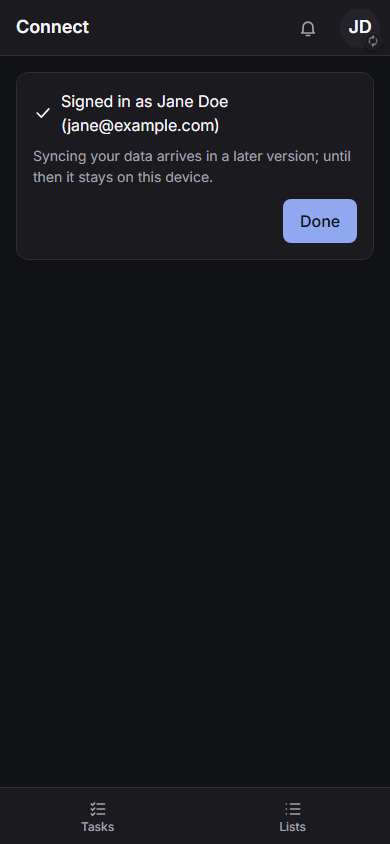 Connect
JD
Signed in as Jane Doe
(jane@example.com)
Syncing your data arrives in a later version; until
then it stays on this device.
Done
Tasks
Lists